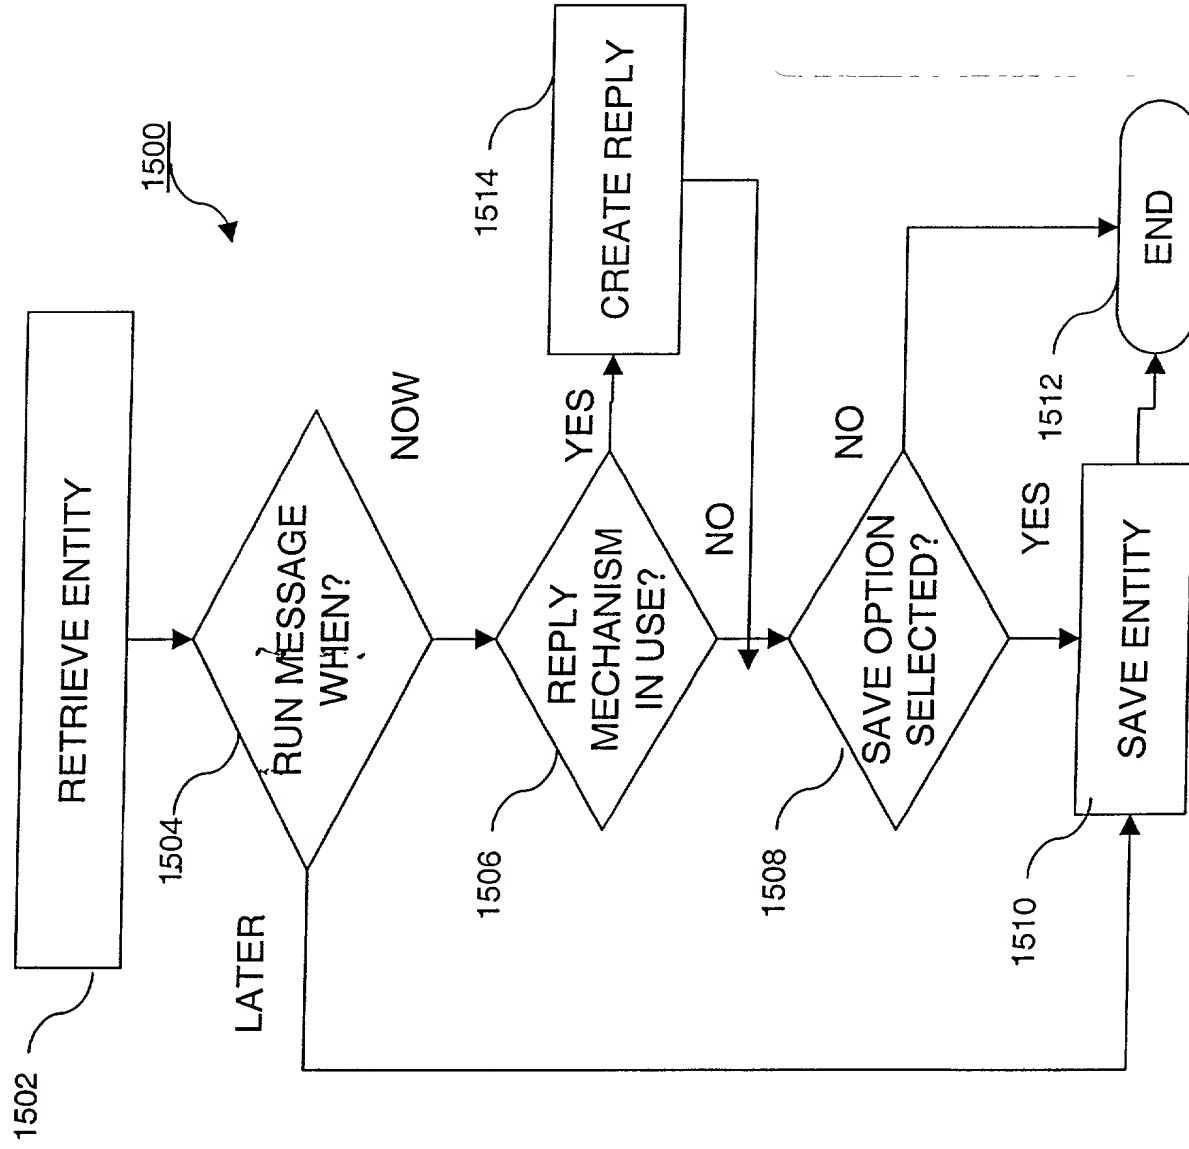 1500
1502
RETRIEVE ENTITY
1504
RUN MESSAGE
WHEN?
LATER
NOW
1506
REPLY
MECHANISM
IN USE?
YES
1514
CREATE REPLY
NO
1508
SAVE OPTION
SELECTED?
NO
YES
1510
SAVE ENTITY
1512
END